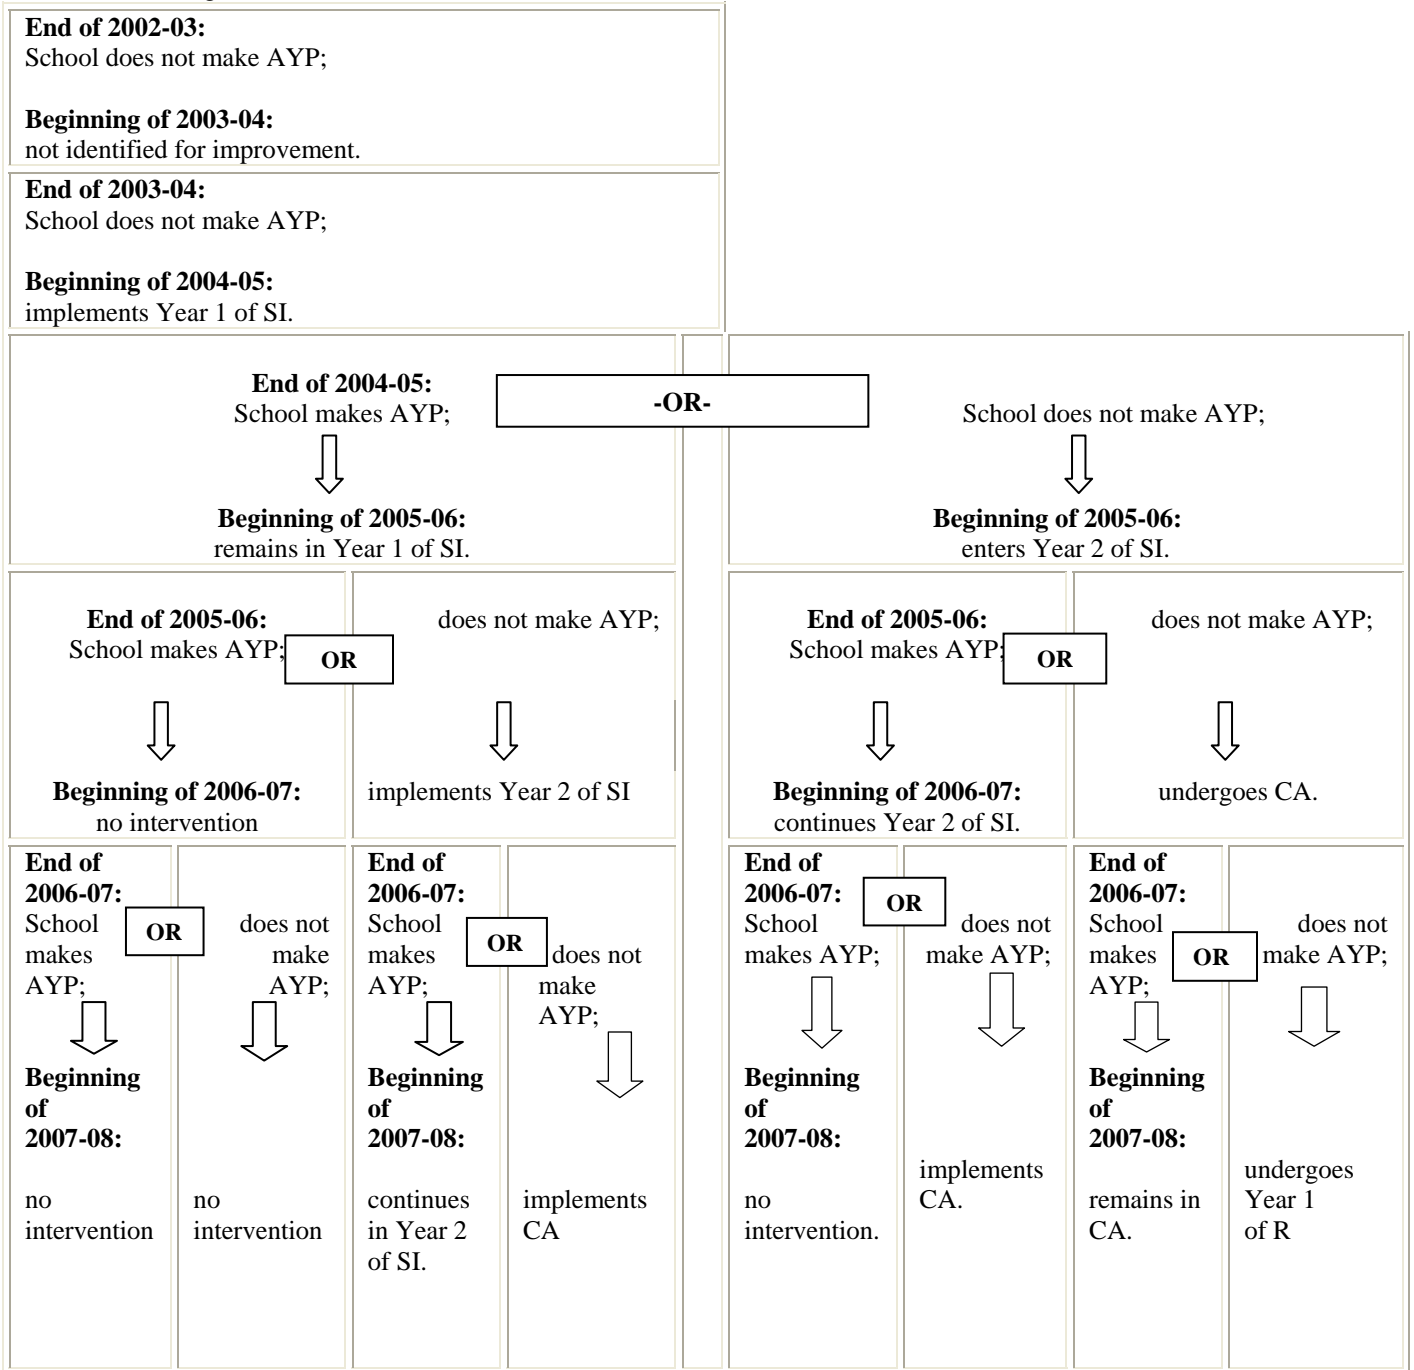 End of 2002-03:
School does not make AYP;
Beginning of 2003-04:
not identified for improvement.
End of 2003-04:
School does not make AYP;
Beginning of 2004-05:
implements Year 1 of SI.
End of 2004-05:
School makes AYP;
-OR-
School does not make AYP;
Beginning of 2005-06:
remains in Year 1 of SI.
Beginning of 2005-06:
enters Year 2 of SI.
End of 2005-06:
School makes AYP;
OR
does not make AYP;
Beginning of 2006-07:
no intervention
implements Year 2 of SI
End of 2005-06:
School makes AYP;
OR
does not make AYP;
Beginning of 2006-07:
continues Year 2 of SI.
undergoes CA.
End of
2006-07:
School
makes
AYP;
OR
does not
make
AYP;
Beginning
of
2007-08:
no
intervention
no
intervention
End of
2006-07:
School
makes
AYP;
OR
does not
make
AYP;
Beginning
of
2007-08:
continues
in Year 2
of SI.
implements
CA
End of
2006-07:
School
makes AYP;
OR
does not
make AYP;
Beginning
of
2007-08:
no
intervention.
implements
CA.
End of
2006-07:
School
makes
AYP;
OR
does not
make AYP;
Beginning
of
2007-08:
remains in
CA.
undergoes
Year 1
of R